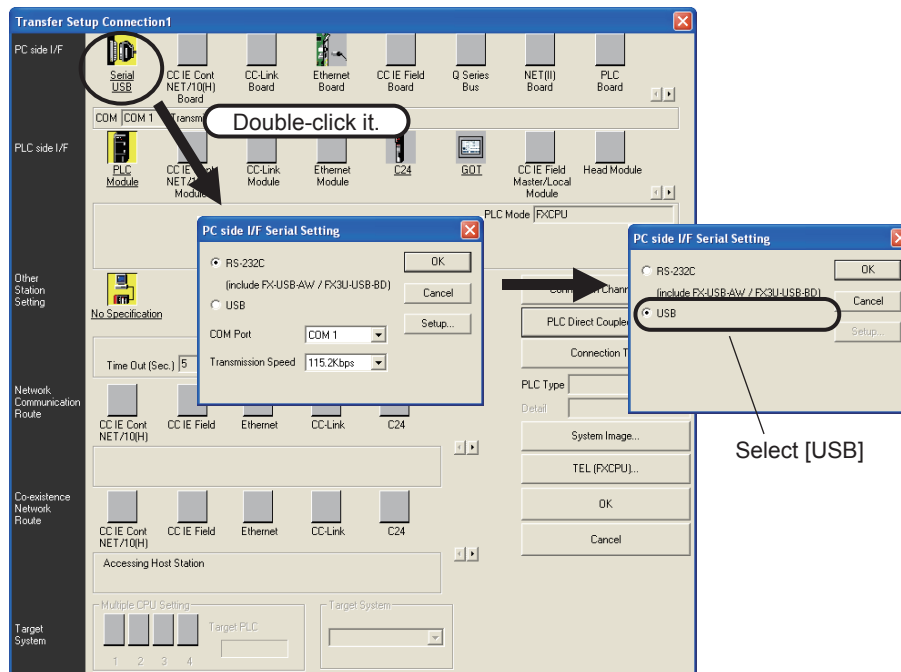 Transfer Setup Connection1
PC side I/F
Serial
USB
CC IE Cont
NET/10(H)
Board
CC-Link
Board
Ethernet
Board
CC IE Field
Board
Q Series
Bus
NET(II)
Board
PLC
Board
COM COM 1
Double-click it.
PLC side I/F
PLC
Module
CC IE Cont
CC-Link
Module
Ethernet
Module
C24
GOT
CC IE Field
Master/Local
Module
Head Module
PLC Mode FXCPU
PC side I/F Serial Setting
RS-232C
(include FX-USB-AW / FX3U-USB-BD)
USB
COM Port COM 1
Transmission Speed 115.2Kbps
OK
Cancel
Setup...
PC side I/F Serial Setting
RS-232C
(include FX-USB-AW / FX3U-USB-BD)
USB
OK
Cancel
Setup...
Select [USB]
Other
Station
Setting
No Specification
Time Out (Sec.) 5
PLC Direct Couple
Connection T
PLC Type
Detail
System Image...
TEL (FXCPU)...
OK
Cancel
Network
Communication
Route
CC IE Cont
NET/10(H)
CC IE Field
Ethernet
CC-Link
C24
Co-existence
Network
Route
CC IE Cont
NET/10(H)
CC IE Field
Ethernet
CC-Link
C24
Accessing Host Station
Target
System
Multiple CPU Setting
1 2 3 4
Target PLC
Target System